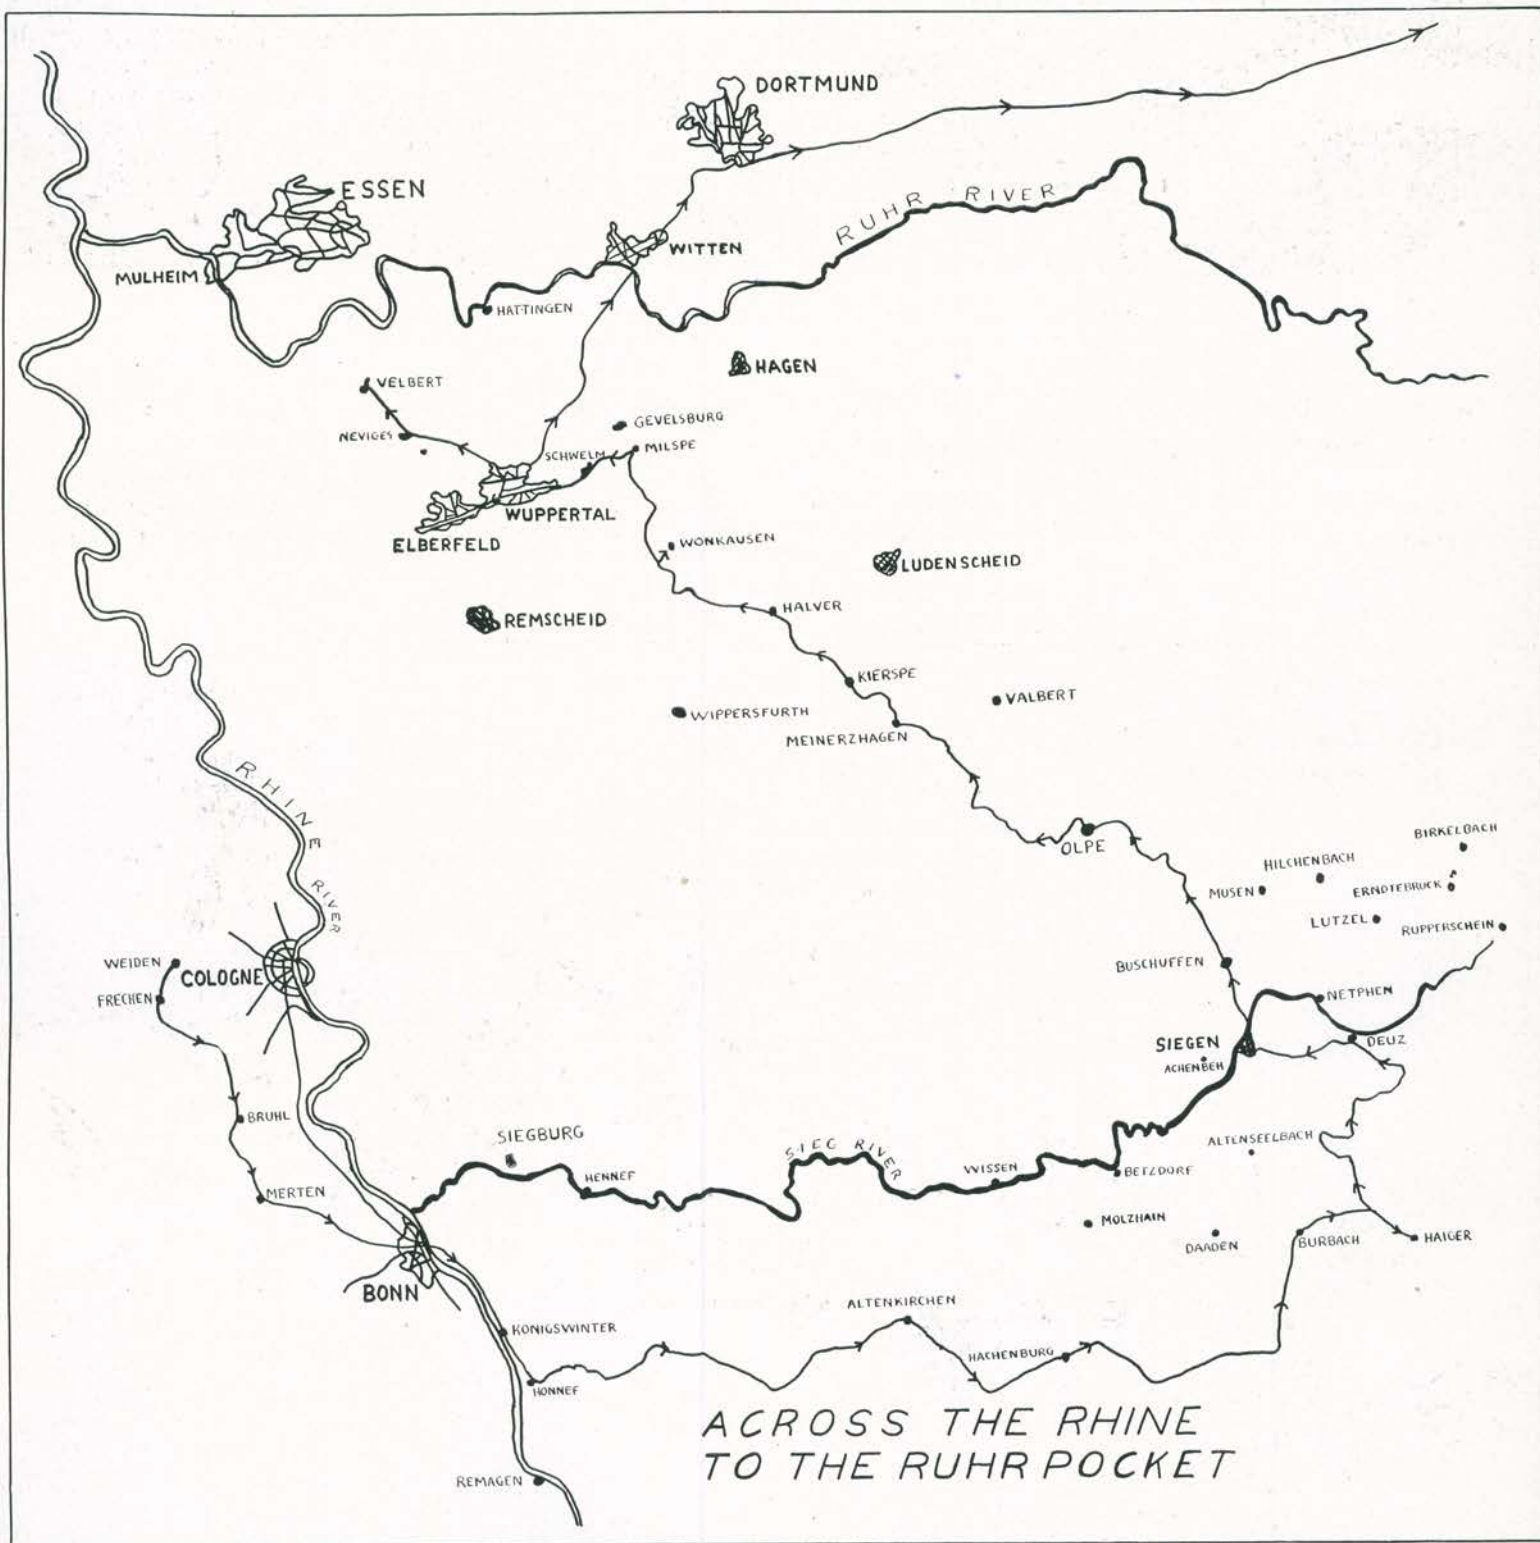 DORTMUND
ESSEN
RUHR RIVER
WITTEN
MULHEIM
HATTINGEN
HAGEN
VELBERT
GEVELSBURG
NEVIGES
SCHWELM
MILSPE
WUPPERTAL
ELBERFELD
WONKAUSEN
LUDENSCHEID
REMSCHEID
HALVER
KIERSPE
VALBERT
WIPPERSFURTH
MEINERZHAGEN
RHINE RIVER
OLPE
BIRKELBACH
HILCHENBACH
MUSEN
ERNDTEBRUCK
LUTZEL
RUPPERSCHEIN
WEIDEN
COLOGNE
BUSCHUFFEN
FRECHEN
NETPHEN
SIEGEN
DEUZ
ACHENBEH
BRUHL
SIEGBURG
ALTENSEELBACH
SIEG RIVER
HENNEF
WISSEN
BETZDORF
MERTEN
MOLZHAIN
DAADEN
BURBACH
HAIGER
BONN
ALTENKIRCHEN
KONIGSWINTER
HACHENBURG
HONNEF
ACROSS THE RHINE
TO THE RUHR POCKET
REMAGEN